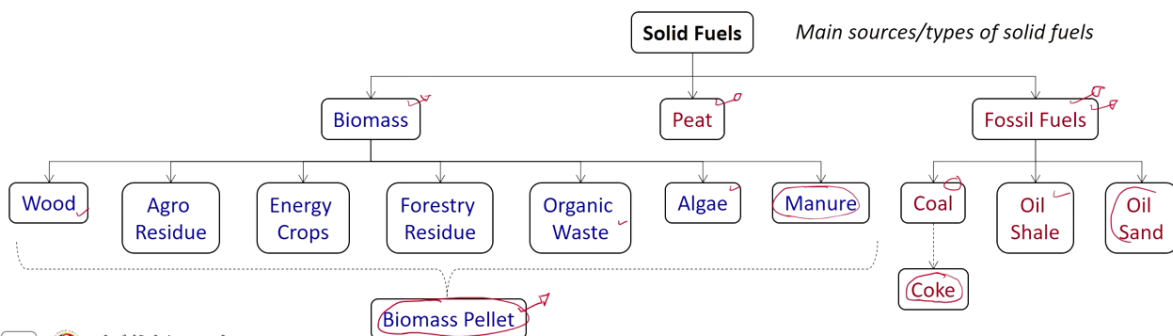 Solid Fuels
Main sources/types of solid fuels
Biomass
Peat
Fossil Fuels
Wood
Agro
Residue
Energy
Crops
Forestry
Residue
Organic
Waste
Algae
Manure
Coal
Oil
Shale
Oil
Sand
Coke
Biomass Pellet